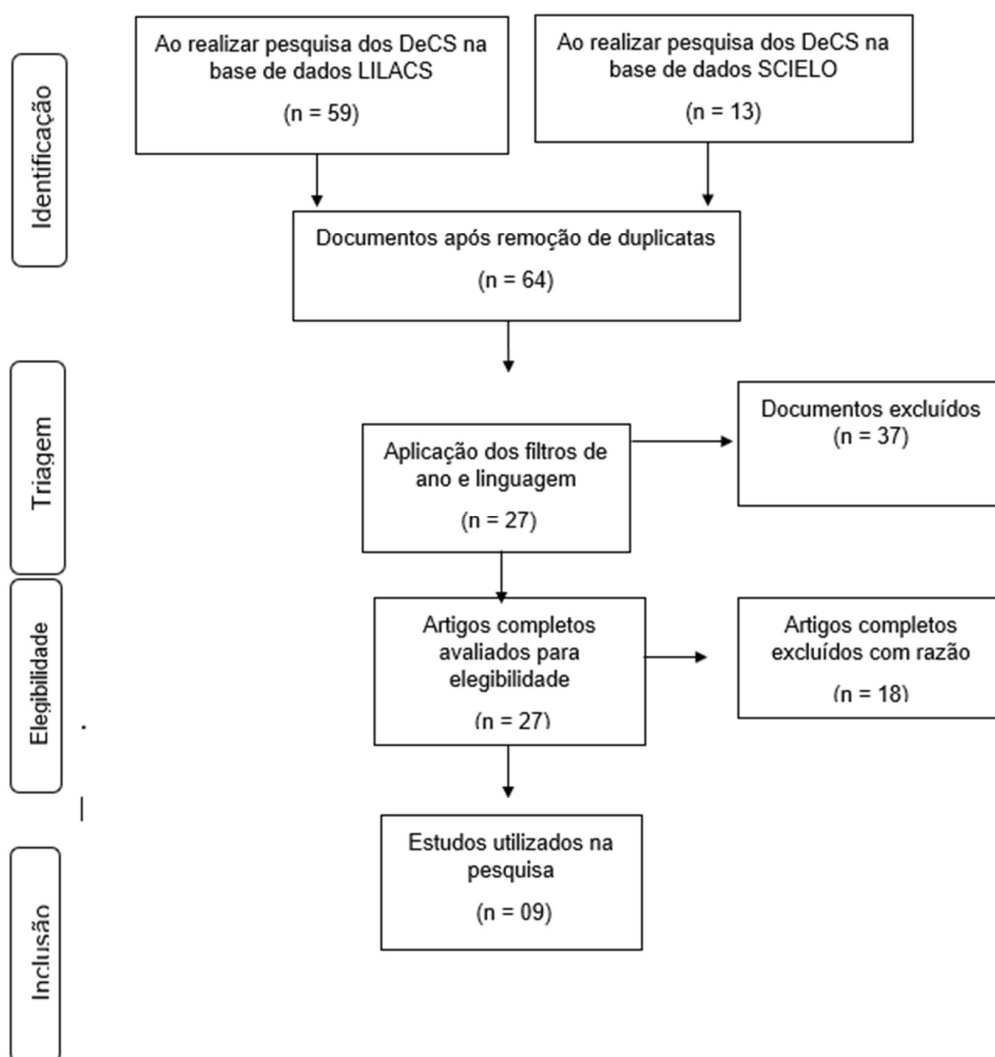 Identificação
Ao realizar pesquisa dos DeCS na
base de dados LILACS
(n = 59)
Ao realizar pesquisa dos DeCS na
base de dados SCIELO
(n = 13)
Documentos após remoção de duplicatas
(n = 64)
Triagem
Aplicação dos filtros de
ano e linguagem
(n = 27)
Documentos excluídos
(n = 37)
Elegibilidade
Artigos completos
avaliados para
elegibilidade
(n = 27)
Artigos completos
excluídos com razão
(n = 18)
Inclusão
Estudos utilizados na
pesquisa
(n = 09)